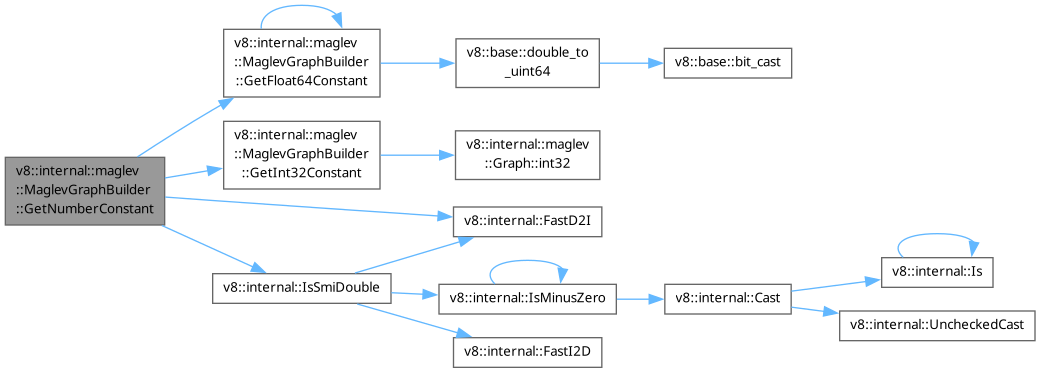 v8::internal::maglev
::MaglevGraphBuilder
::GetFloat64Constant
v8::base::double_to
_uint64
v8::base::bit_cast
v8::internal::maglev
::MaglevGraphBuilder
::GetInt32Constant
v8::internal::maglev
::Graph::int32
v8::internal::maglev
::MaglevGraphBuilder
::GetNumberConstant
v8::internal::FastD2I
v8::internal::IsSmiDouble
v8::internal::IsMinusZero
v8::internal::Cast
v8::internal::Is
v8::internal::UncheckedCast
v8::internal::FastI2D